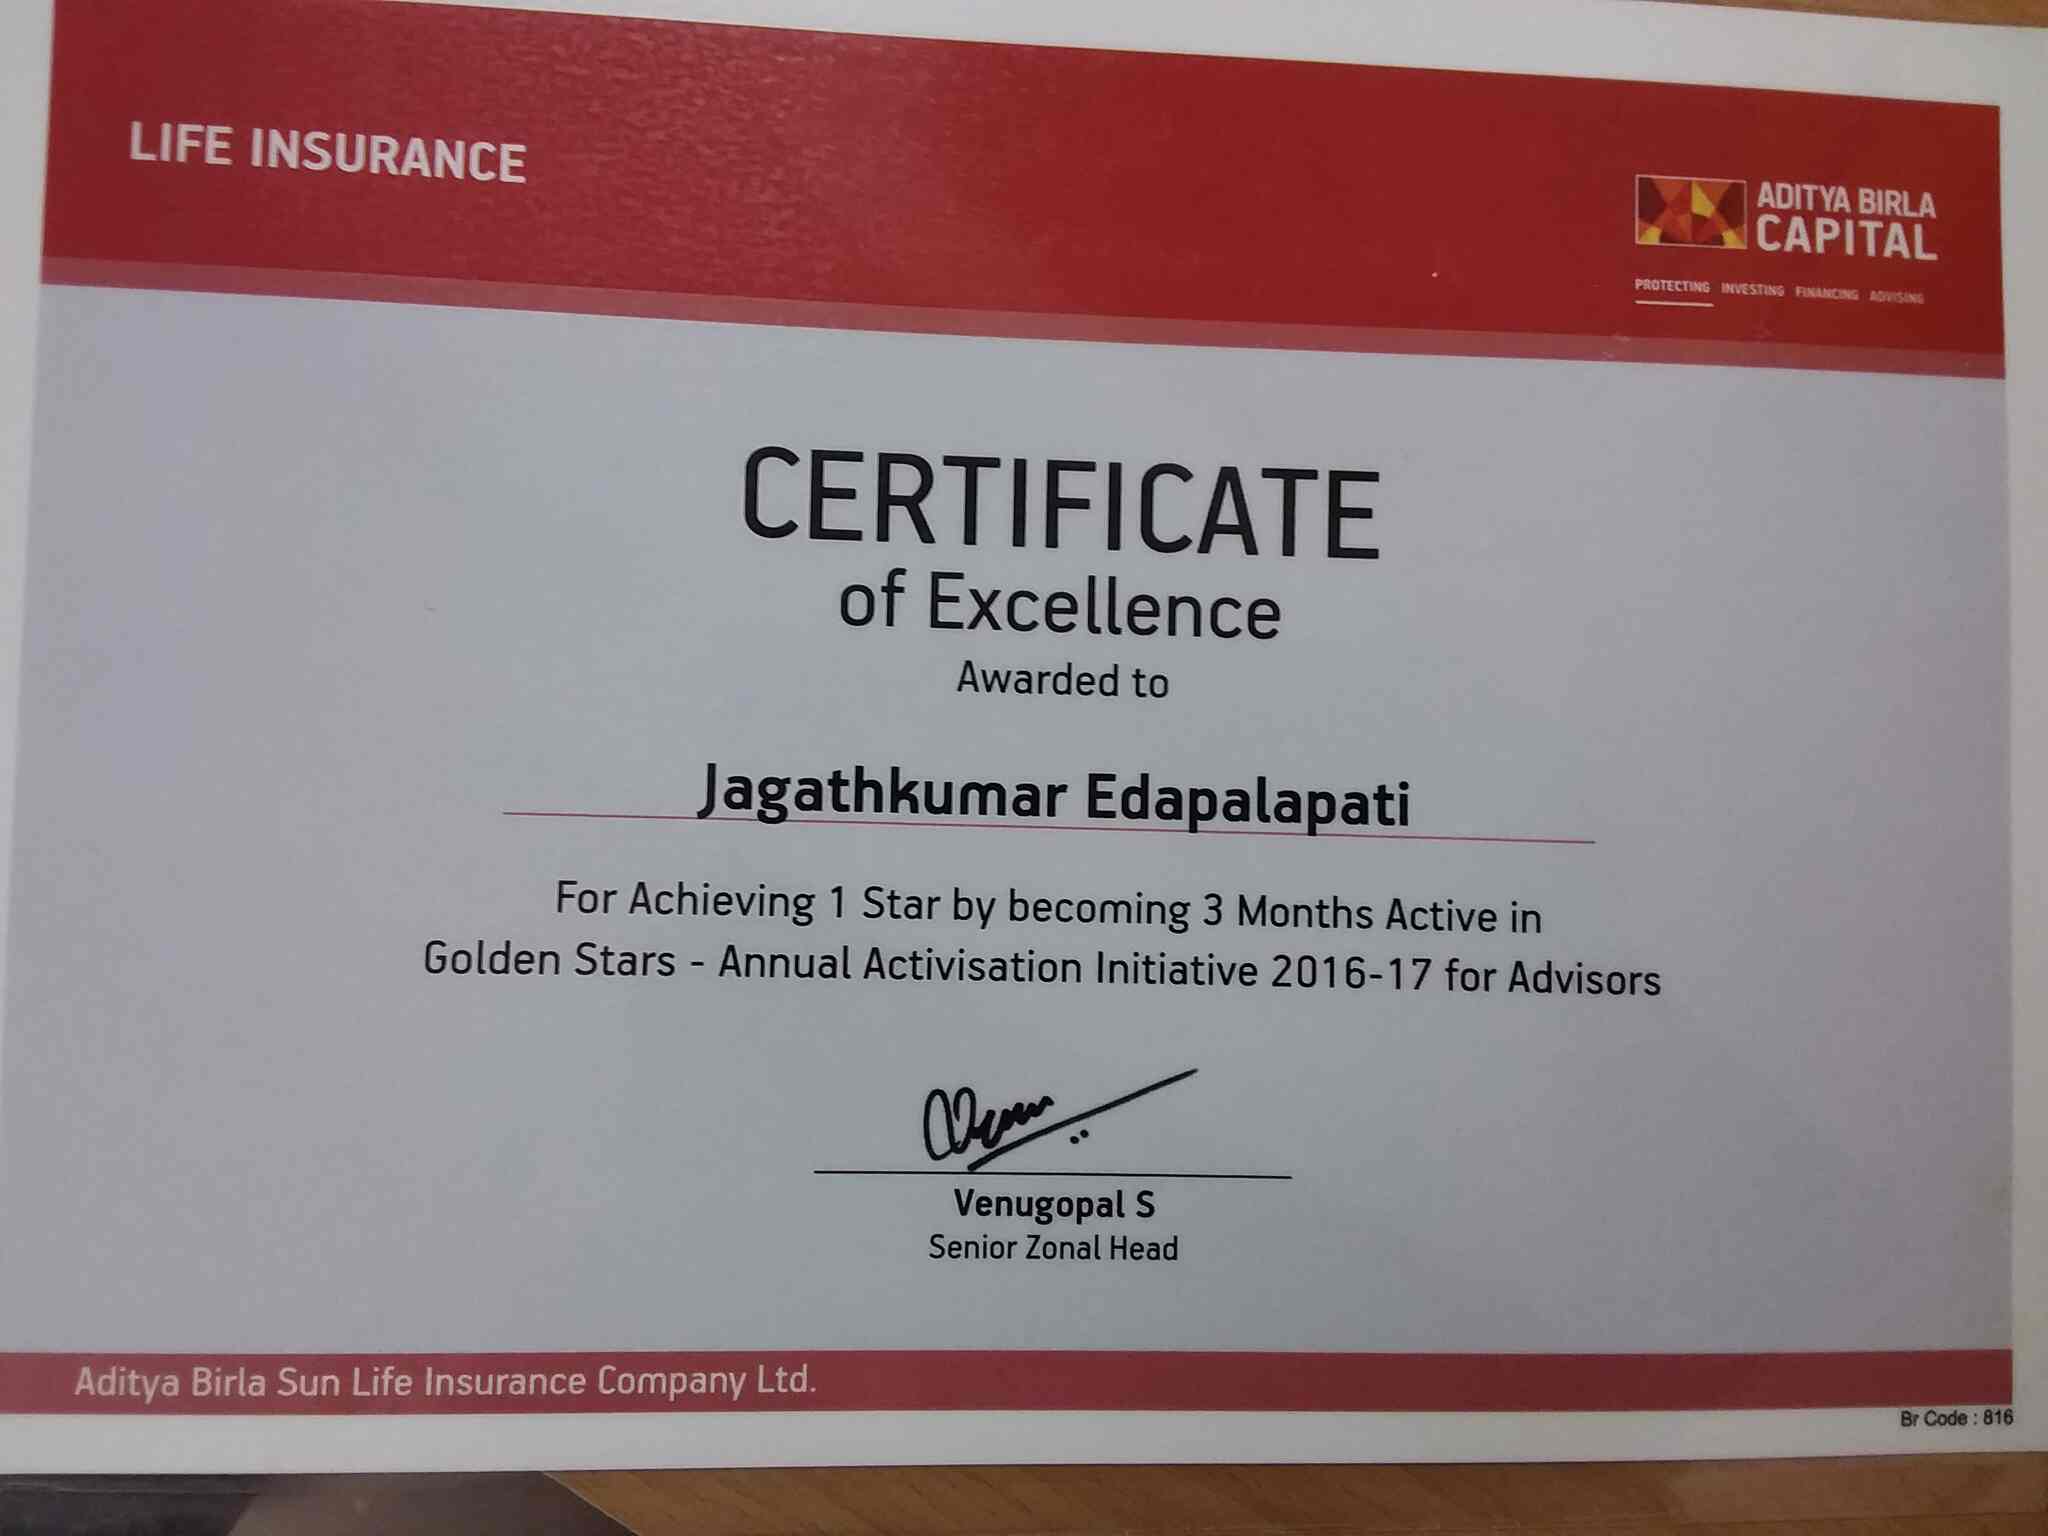 LIFE INSURANCE
ADITYA BIRLA
CAPITAL
PROTECTING INVESTING FINANCING ADVISING
CERTIFICATE
of Excellence
Awarded to
Jagathkumar Edapalapati
For Achieving 1 Star by becoming 3 Months Active in
Golden Stars - Annual Activisation Initiative 2016-17 for Advisors
Venugopal S
Senior Zonal Head
Aditya Birla Sun Life Insurance Company Ltd.
Br Code : 816